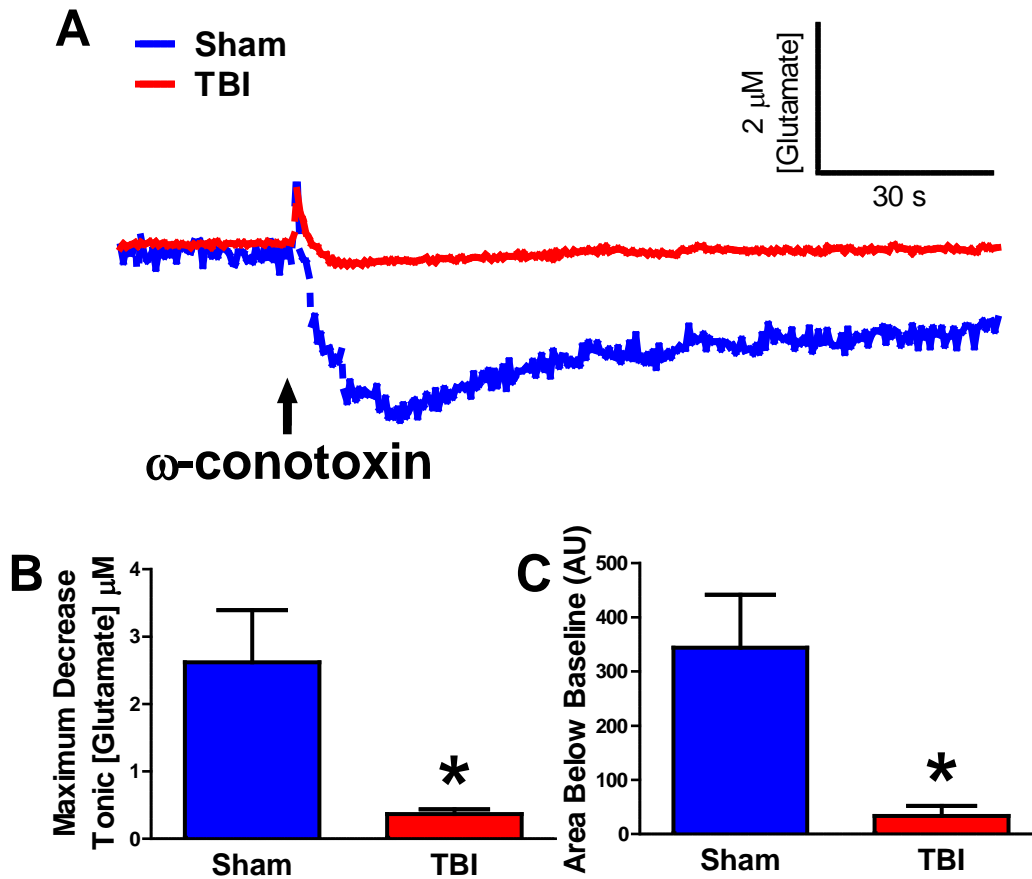 A
Sham
TBI
2 μM
[Glutamate]
30 s
ω-conotoxin
B
Maximum Decrease
Tonic [Glutamate] μM
4
3
2
1
0
Sham
TBI
*
C
Area Below Baseline (AU)
500
400
300
200
100
0
Sham
TBI
*